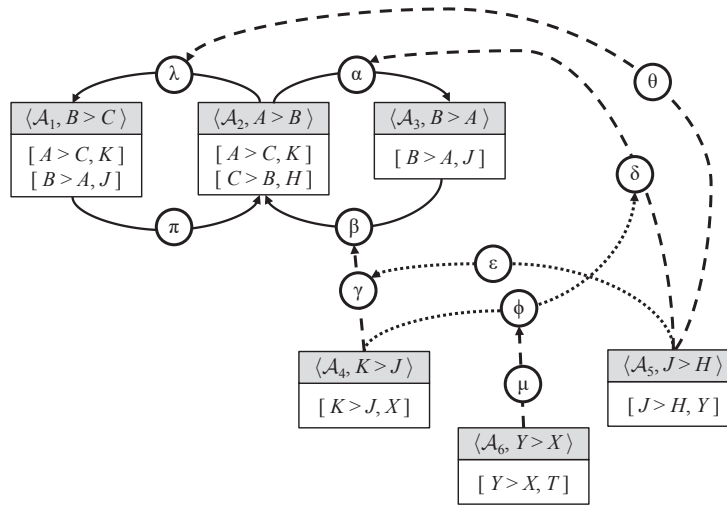 λ
α
θ
⟨𝒜1, B > C ⟩
⟨𝒜2, A > B⟩
⟨𝒜3, B > A⟩
[ A > C, K ]
[ B > A, J ]
[ A > C, K ]
[ C > B, H ]
[ B > A, J ]
δ
π
β
ε
γ
ϕ
⟨𝒜4, K > J ⟩
[ K > J, X ]
μ
⟨𝒜5, J > H ⟩
[ J > H, Y ]
⟨𝒜6, Y > X⟩
[ Y > X, T ]